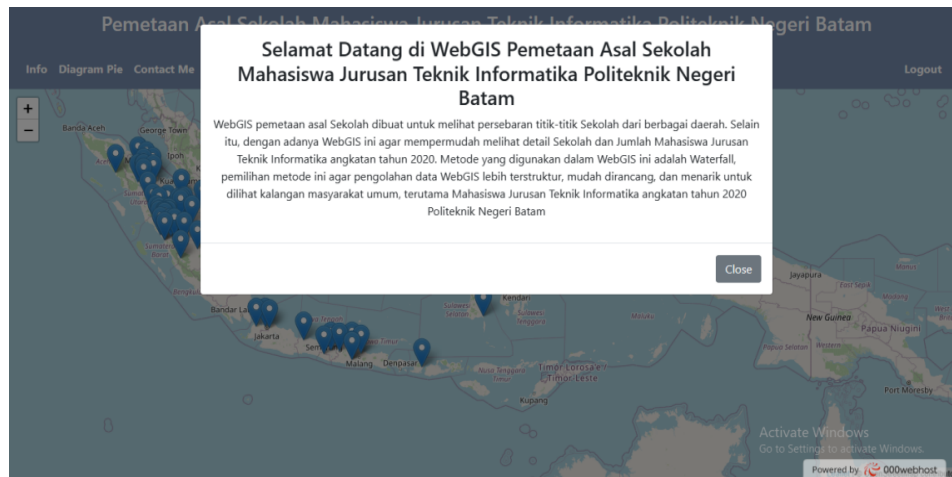 Pemetaan Asal Sekolah Mahasiswa Jurusan Teknik Informatika Politeknik Negeri Batam
Info Diagram Pie Contact Me
Logout
Selamat Datang di WebGIS Pemetaan Asal Sekolah
Mahasiswa Jurusan Teknik Informatika Politeknik Negeri
Batam
WebGIS pemetaan asal Sekolah dibuat untuk melihat persebaran titik-titik Sekolah dari berbagai daerah. Selain
itu, dengan adanya WebGIS ini agar mempermudah melihat detail Sekolah dan Jumlah Mahasiswa Jurusan
Teknik Informatika angkatan tahun 2020. Metode yang digunakan dalam WebGIS ini adalah Waterfall,
pemilihan metode ini agar pengolahan data WebGIS lebih terstruktur, mudah dirancang, dan menarik untuk
dilihat kalangan masyarakat umum, terutama Mahasiswa Jurusan Teknik Informatika angkatan tahun 2020
Politeknik Negeri Batam
Close
+
−
Banda Aceh
George Town
Ipoh
Sumatera
Barat
Bandar
Jakarta
Malang
Denpasar
Kendari
Sulawesi
Selatan
Sulawesi
Tenggara
Maluku
Nusa Tenggara
Timur
Timor Lorosa'e /
Timor-Leste
Kupang
Jayapura
Manus
East Sepik
Madang
New Guinea
Papua Niugini
Papua Selatan
Western
Port Moresby
Activate Windows
Go to Settings to activate Windows.
Powered by 000webhost